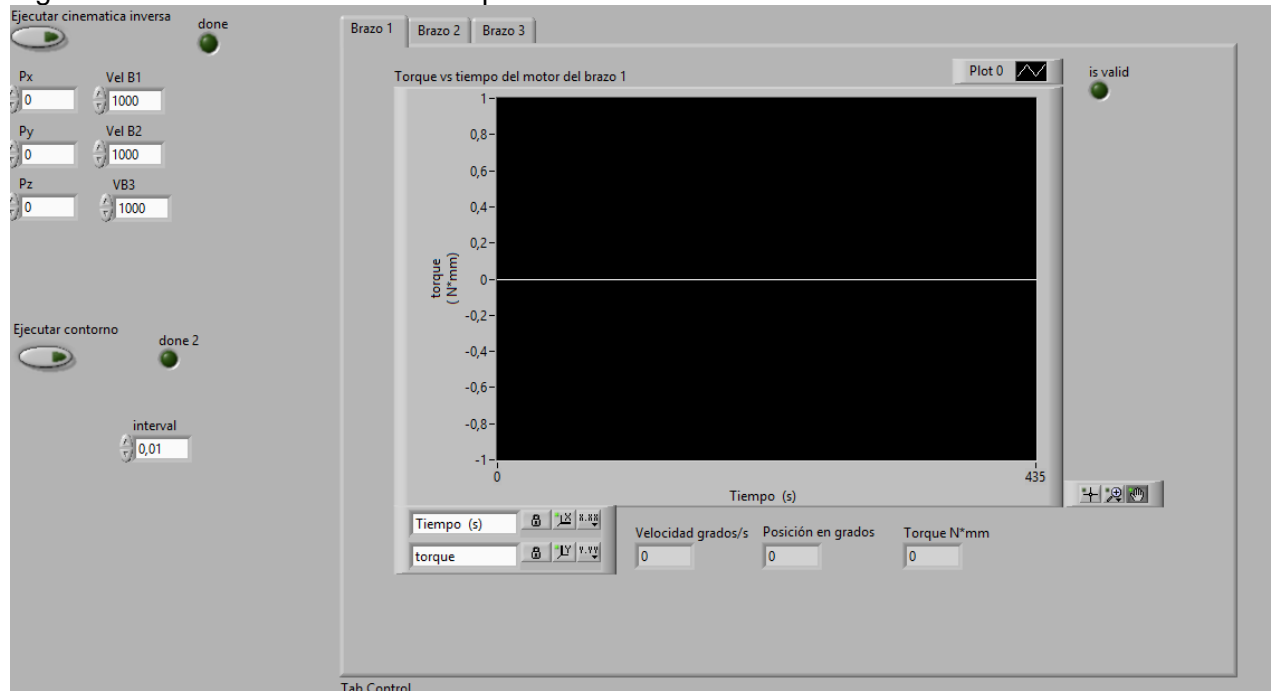 Ejecutar cinematica inversa
done
Px
Vel B1
0
1000
Py
Vel B2
0
1000
Pz
VB3
0
1000
Ejecutar contorno
done 2
interval
0,01
Brazo 1 Brazo 2 Brazo 3
Torque vs tiempo del motor del brazo 1
Plot 0
is valid
1
0,8
0,6
0,4
0,2
0
-0,2
-0,4
-0,6
-0,8
-1
torque
( N*mm)
0
435
Tiempo (s)
Tiempo (s)
X
X.XX
torque
Y
Y.YY
Velocidad grados/s
0
Posición en grados
0
Torque N*mm
0
Tab Control